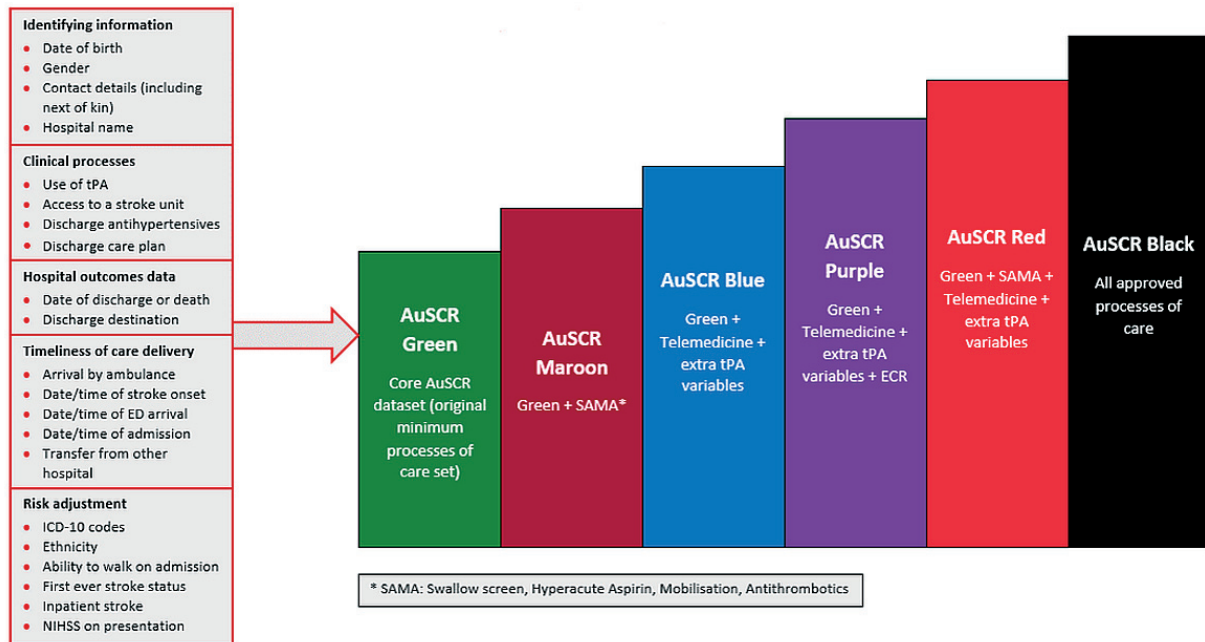 Identifying information
• Date of birth
• Gender
• Contact details (including
next of kin)
• Hospital name
Clinical processes
• Use of tPA
• Access to a stroke unit
• Discharge antihypertensives
• Discharge care plan
Hospital outcomes data
• Date of discharge or death
• Discharge destination
Timeliness of care delivery
• Arrival by ambulance
• Date/time of stroke onset
• Date/time of ED arrival
• Date/time of admission
• Transfer from other
hospital
Risk adjustment
• ICD-10 codes
• Ethnicity
• Ability to walk on admission
• First ever stroke status
• Inpatient stroke
• NIHSS on presentation
AuSCR
Green
Core AuSCR
dataset (original
minimum
processes of
care set)
AuSCR
Maroon
Green + SAMA*
AuSCR Blue
Green +
Telemedicine +
extra tPA
variables
AuSCR
Purple
Green +
Telemedicine +
extra tPA
variables + ECR
AuSCR Red
Green + SAMA +
Telemedicine +
extra tPA
variables
AuSCR Black
All approved
processes of
care
* SAMA: Swallow screen, Hyperacute Aspirin, Mobilisation, Antithrombotics